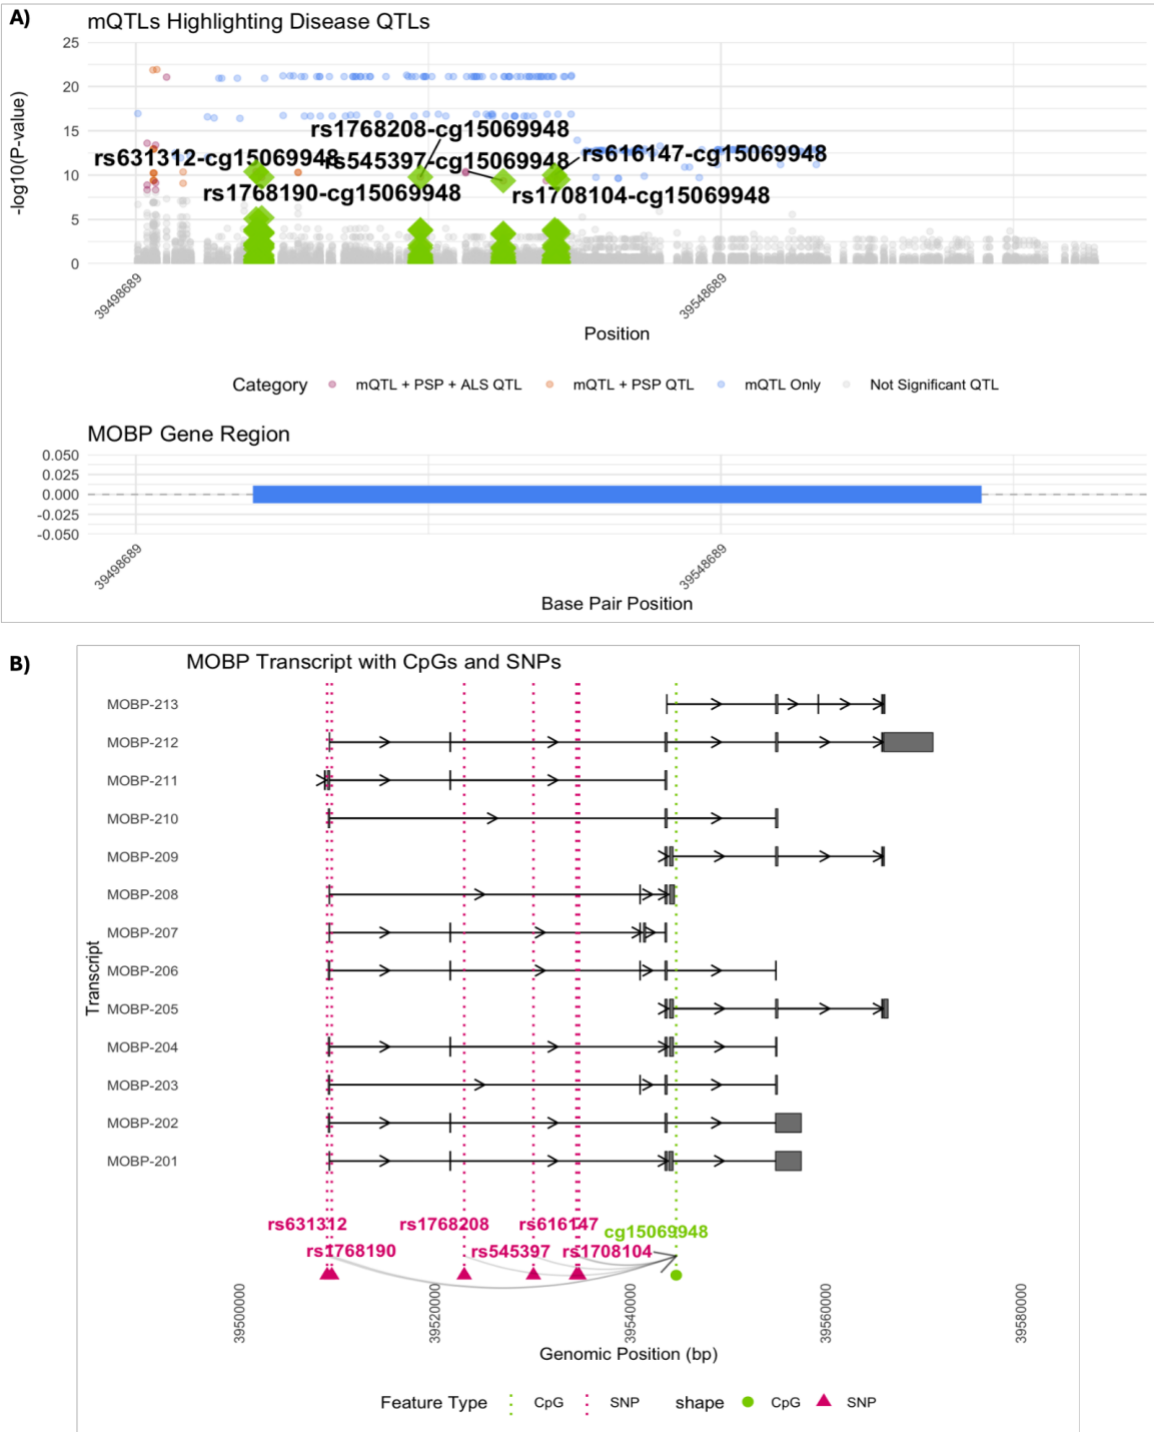 A)
mQTLs Highlighting Disease QTLs
25
20
15
10
5
0
-log10(P-value)
rs1768208-cg15069948
rs631312-cg15069948
rs545397-cg15069948
rs616147-cg15069948
rs1768190-cg15069948
rs1708104-cg15069948
39498689
39548689
Position
Category mQTL + PSP + ALS QTL mQTL + PSP QTL mQTL Only Not Significant QTL
MOBP Gene Region
0.050
0.025
0.000
-0.025
-0.050
39498689
39548689
Base Pair Position
B)
MOBP Transcript with CpGs and SNPs
Transcript
MOBP-213
MOBP-212
MOBP-211
MOBP-210
MOBP-209
MOBP-208
MOBP-207
MOBP-206
MOBP-205
MOBP-204
MOBP-203
MOBP-202
MOBP-201
rs631312 rs1768208 rs616147 cg15069948
rs1768190 rs545397 rs1708104
39500000
39520000
39540000
39560000
39580000
Genomic Position (bp)
Feature Type CpG SNP shape CpG SNP